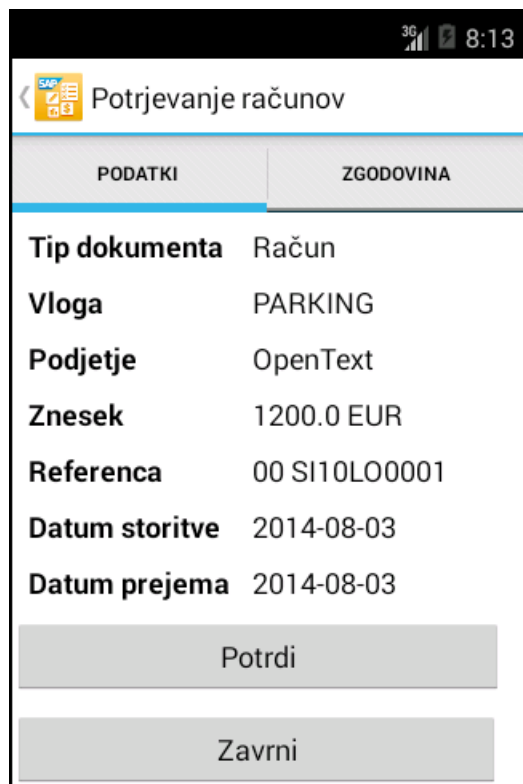 3G 8:13
SAP Potrjevanje računov
PODATKI ZGODOVINA
Tip dokumenta Račun
Vloga PARKING
Podjetje OpenText
Znesek 1200.0 EUR
Referenca 00 SI10LO0001
Datum storitve 2014-08-03
Datum prejema 2014-08-03
Potrdi
Zavrni